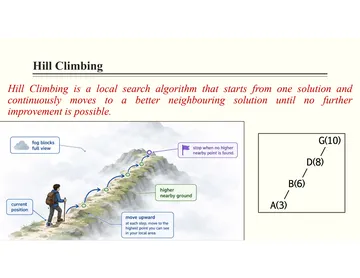 Hill Climbing
Hill Climbing is a local search algorithm that starts from one solution and
continuously moves to a better neighbouring solution until no further
improvement is possible.
fog blocks
full view
stop when no higher
nearby point is found.
higher
nearby ground
current
position
move upward
at each step, move to the
highest point you can see
in your local area
G(10)
D(8)
B(6)
A(3)